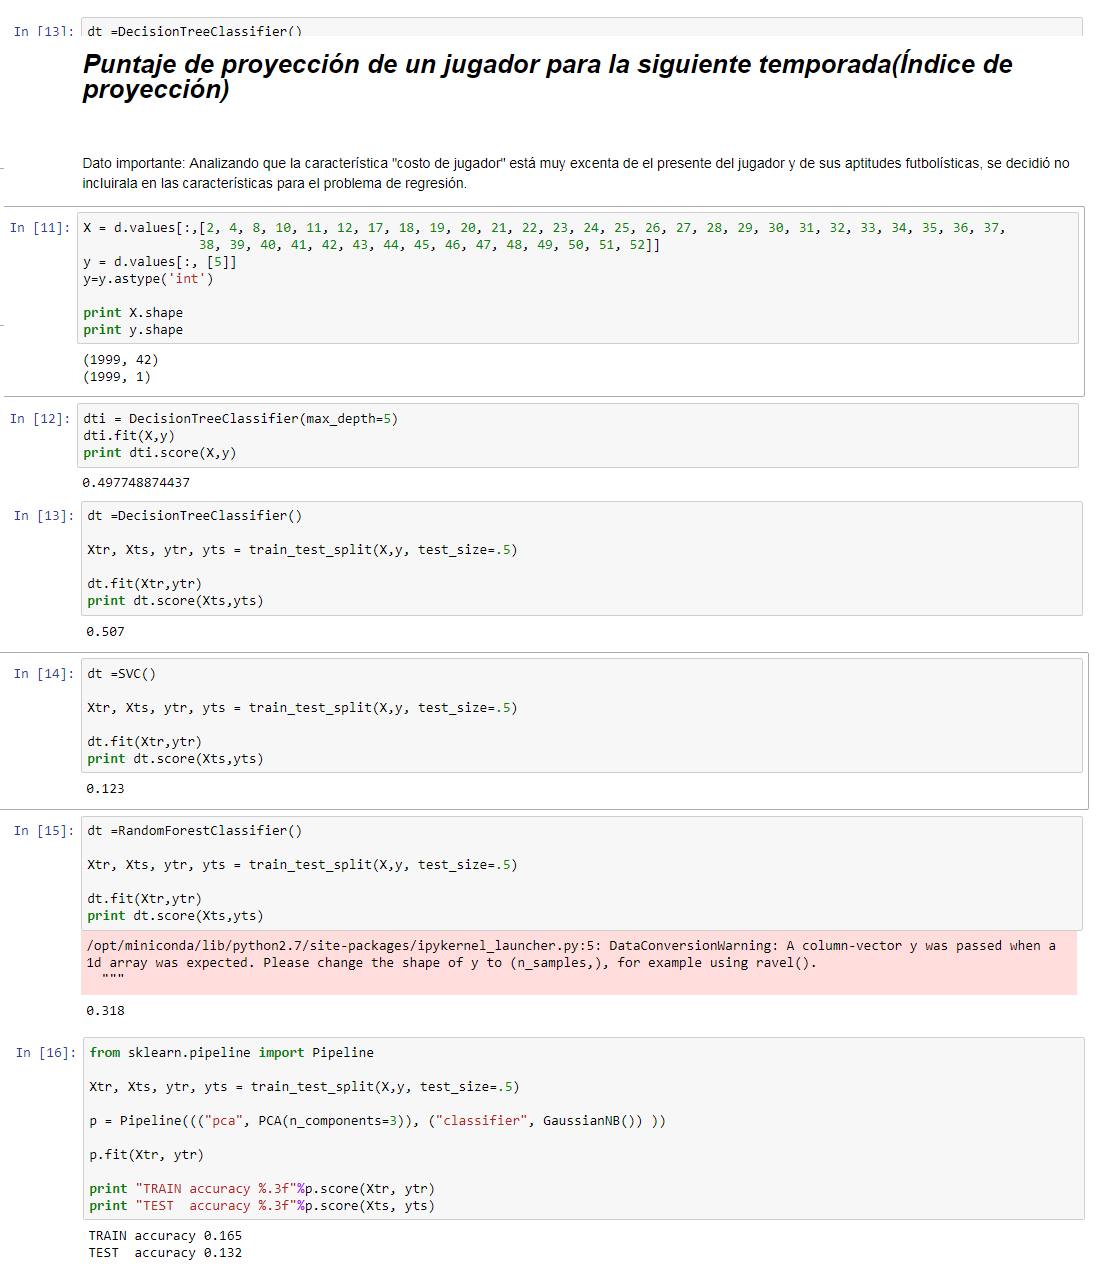 In [13]: dt =DecisionTreeClassifier()
Puntaje de proyección de un jugador para la siguiente temporada(Índice de
proyección)
Dato importante: Analizando que la característica "costo de jugador" está muy excenta de el presente del jugador y de sus aptitudes futbolísticas, se decidió no
incluirala en las características para el problema de regresión.
In [11]: X = d.values[:,[2, 4, 8, 10, 11, 12, 17, 18, 19, 20, 21, 22, 23, 24, 25, 26, 27, 28, 29, 30, 31, 32, 33, 34, 35, 36, 37,
38, 39, 40, 41, 42, 43, 44, 45, 46, 47, 48, 49, 50, 51, 52]]
y = d.values[:, [5]]
y=y.astype('int')
print X.shape
print y.shape
(1999, 42)
(1999, 1)
In [12]: dti = DecisionTreeClassifier(max_depth=5)
dti.fit(X,y)
print dti.score(X,y)
0.497748874437
In [13]: dt =DecisionTreeClassifier()
Xtr, Xts, ytr, yts = train_test_split(X,y, test_size=.5)
dt.fit(Xtr,ytr)
print dt.score(Xts,yts)
0.507
In [14]: dt =SVC()
Xtr, Xts, ytr, yts = train_test_split(X,y, test_size=.5)
dt.fit(Xtr,ytr)
print dt.score(Xts,yts)
0.123
In [15]: dt =RandomForestClassifier()
Xtr, Xts, ytr, yts = train_test_split(X,y, test_size=.5)
dt.fit(Xtr,ytr)
print dt.score(Xts,yts)
/opt/miniconda/lib/python2.7/site-packages/ipykernel_launcher.py:5: DataConversionWarning: A column-vector y was passed when a
1d array was expected. Please change the shape of y to (n_samples,), for example using ravel().
"""
0.318
In [16]: from sklearn.pipeline import Pipeline
Xtr, Xts, ytr, yts = train_test_split(X,y, test_size=.5)
p = Pipeline((("pca", PCA(n_components=3)), ("classifier", GaussianNB()) ))
p.fit(Xtr, ytr)
print "TRAIN accuracy %.3f"%p.score(Xtr, ytr)
print "TEST  accuracy %.3f"%p.score(Xts, yts)
TRAIN accuracy 0.165
TEST  accuracy 0.132